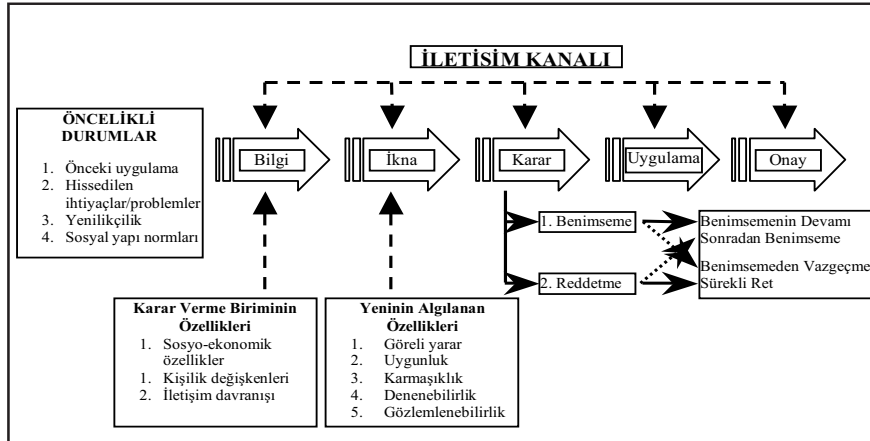 İLETİSİM KANALI
ÖNCELİKLİ
DURUMLAR
1. Önceki uygulama
2. Hissedilen
ihtiyaçlar/problemler
3. Yenilikçilik
4. Sosyal yapı normları
Bilgi
İkna
Karar
Uygulama
Onay
1. Benimseme
2. Reddetme
Benimsemenin Devamı
Sonradan Benimseme
Benimsemeden Vazgeçme
Sürekli Ret
Karar Verme Biriminin
Özellikleri
1. Sosyo-ekonomik
özellikler
1. Kişilik değişkenleri
2. İletişim davranışı
Yeninin Algılanan
Özellikleri
1. Göreli yarar
2. Uygunluk
3. Karmaşıklık
4. Denenebilirlik
5. Gözlemlenebilirlik